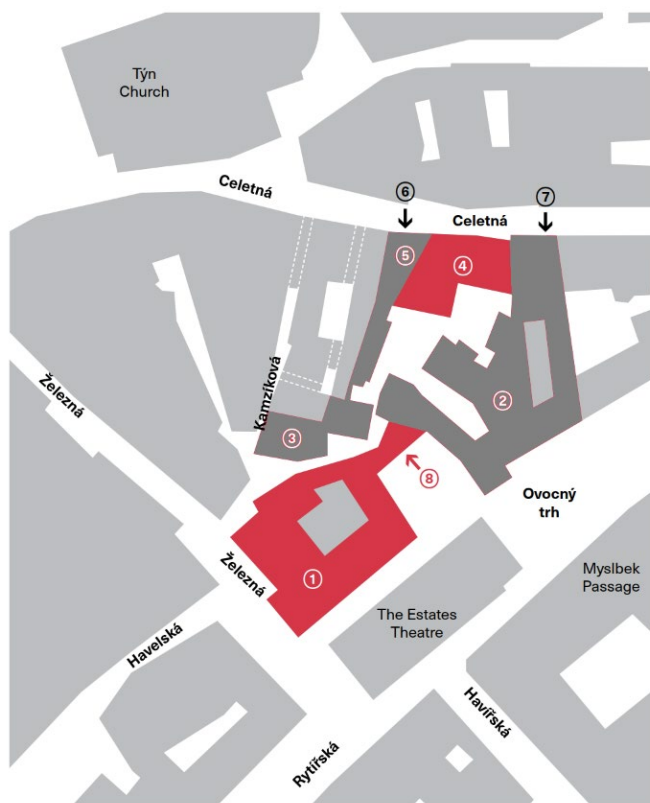 Týn
Church
Celetná
⑥
⑦
Celetná
⑤
④
Železná
Kamzíková
③
②
⑧
Ovocný
trh
Železná
①
Myslbek
Passage
The Estates
Theatre
Havelská
Havířská
Rytířská